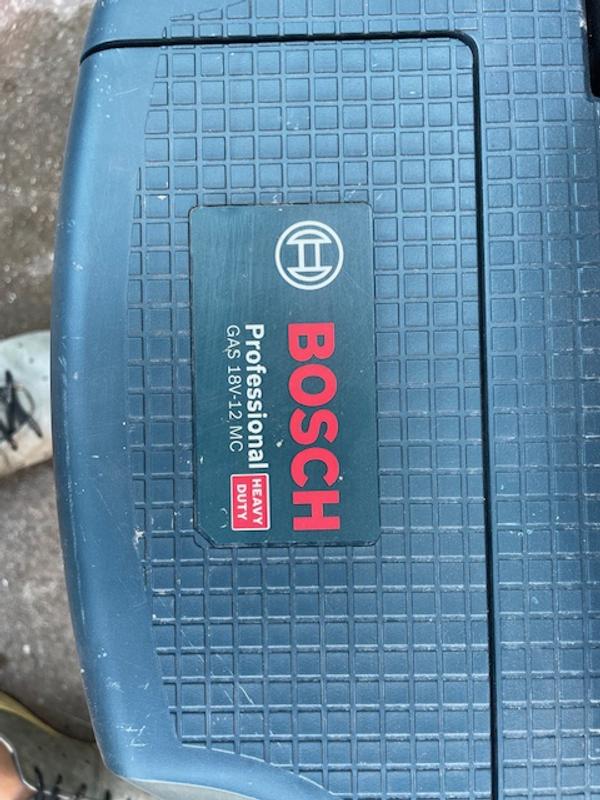 BOSCH
Professional
GAS 18V-12 MC
HEAVY
DUTY